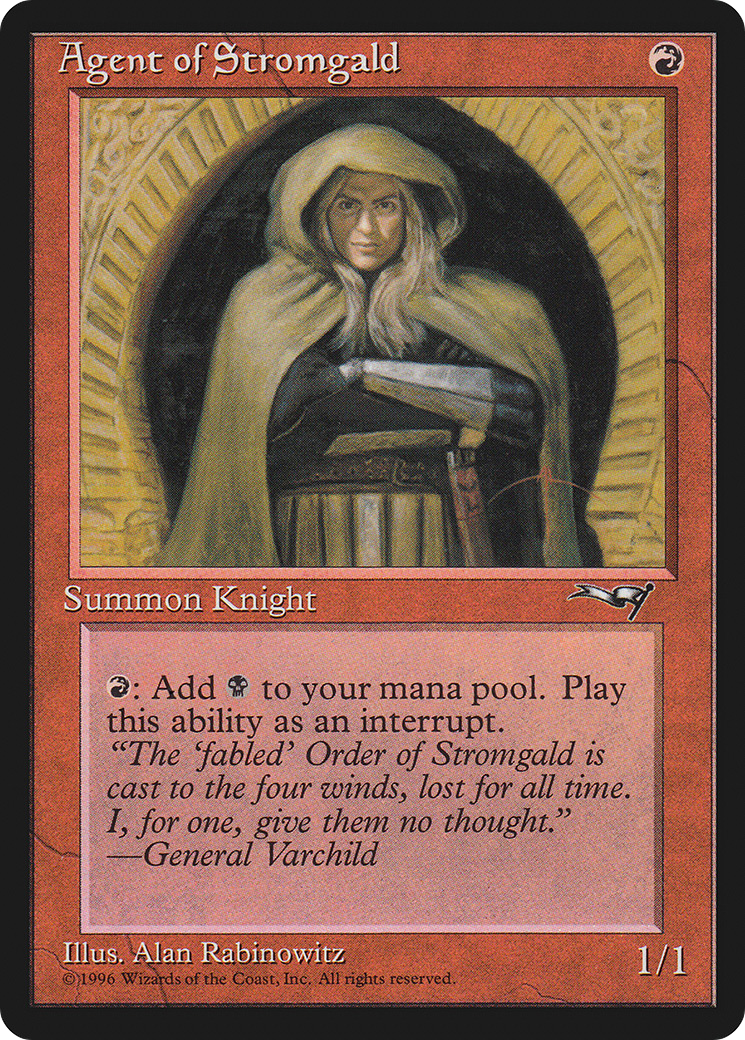 Agent of Stromgald
Summon Knight
: Add to your mana pool. Play
this ability as an interrupt.
“The ‘fabled’ Order of Stromgald is
cast to the four winds, lost for all time.
I, for one, give them no thought.”
—General Varchild
Illus. Alan Rabinowitz
1/1
©1996 Wizards of the Coast, Inc. All rights reserved.